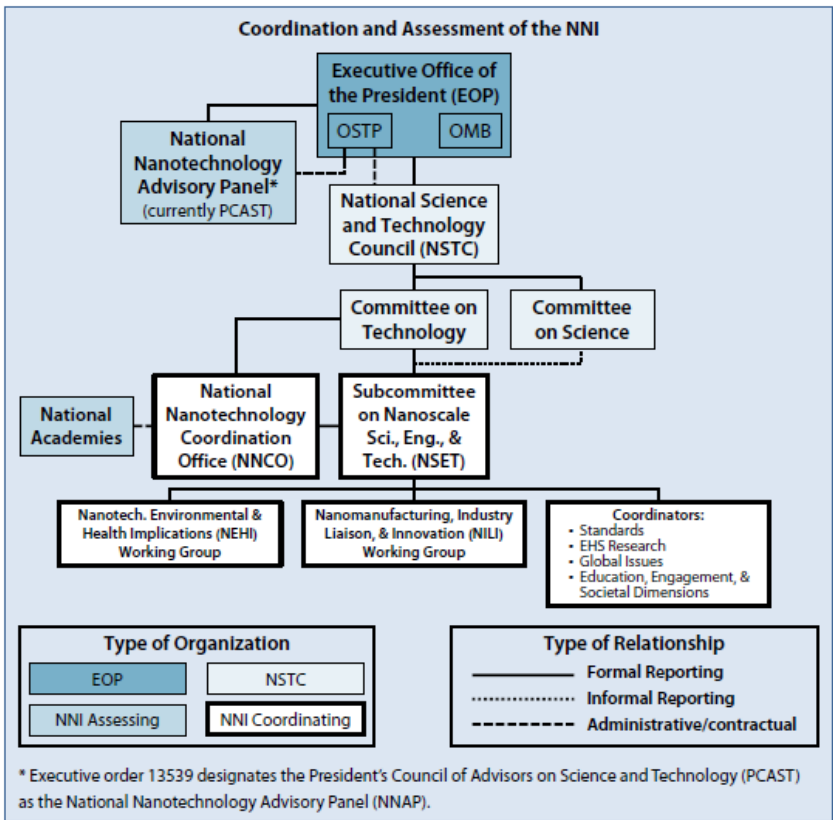 Coordination and Assessment of the NNI
Executive Office of
the President (EOP)
OSTP
OMB
National
Nanotechnology
Advisory Panel*
(currently PCAST)
National Science
and Technology
Council (NSTC)
Committee on
Technology
Committee
on Science
National
Academies
National
Nanotechnology
Coordination
Office (NNCO)
Subcommittee
on Nanoscale
Sci., Eng., &
Tech. (NSET)
Nanotech. Environmental &
Health Implications (NEHI)
Working Group
Nanomanufacturing, Industry
Liaison, & Innovation (NILI)
Working Group
Coordinators:
• Standards
• EHS Research
• Global Issues
• Education, Engagement, &
Societal Dimensions
Type of Organization
EOP
NSTC
NNI Assessing
NNI Coordinating
Type of Relationship
Formal Reporting
Informal Reporting
Administrative/contractual
* Executive order 13539 designates the President's Council of Advisors on Science and Technology (PCAST)
as the National Nanotechnology Advisory Panel (NNAP).